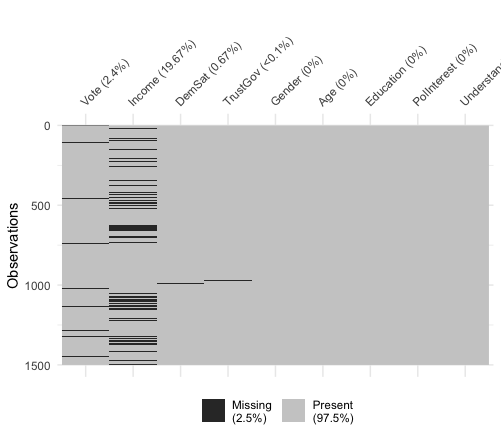 Vote (2.4%)
Income (19.67%)
DemSat (0.67%)
TrustGov (<0.1%)
Gender (0%)
Age (0%)
Education (0%)
PolInterest (0%)
Understan
0
500
1000
1500
Observations
Missing
(2.5%)
Present
(97.5%)